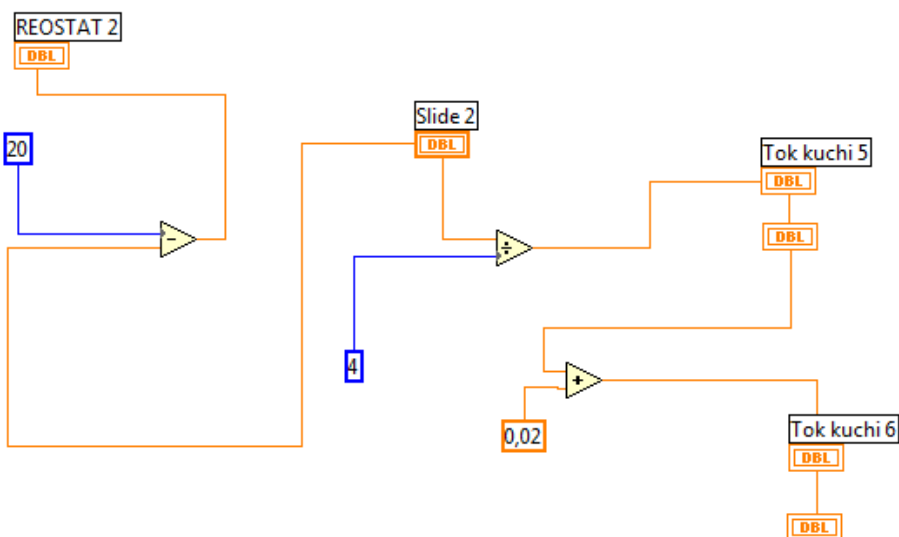 REOSTAT 2
DBL
20
-
Slide 2
DBL
÷
4
Tok kuchi 5
DBL
DBL
+
0,02
Tok kuchi 6
DBL
DBL